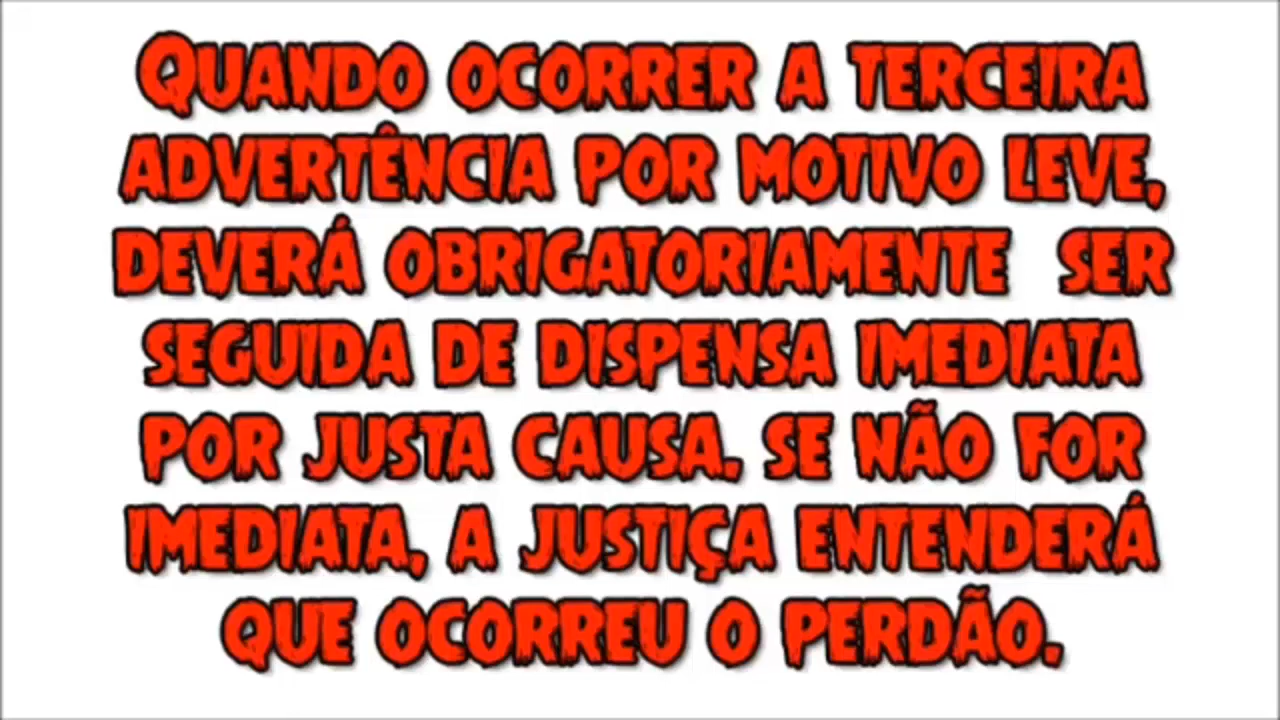 Quando ocorrer a terceira
advertência por motivo leve,
deverá obrigatoriamente ser
seguida de dispensa imediata
por justa causa. se não for
imediata, a justiça entenderá
que ocorreu o perdão.